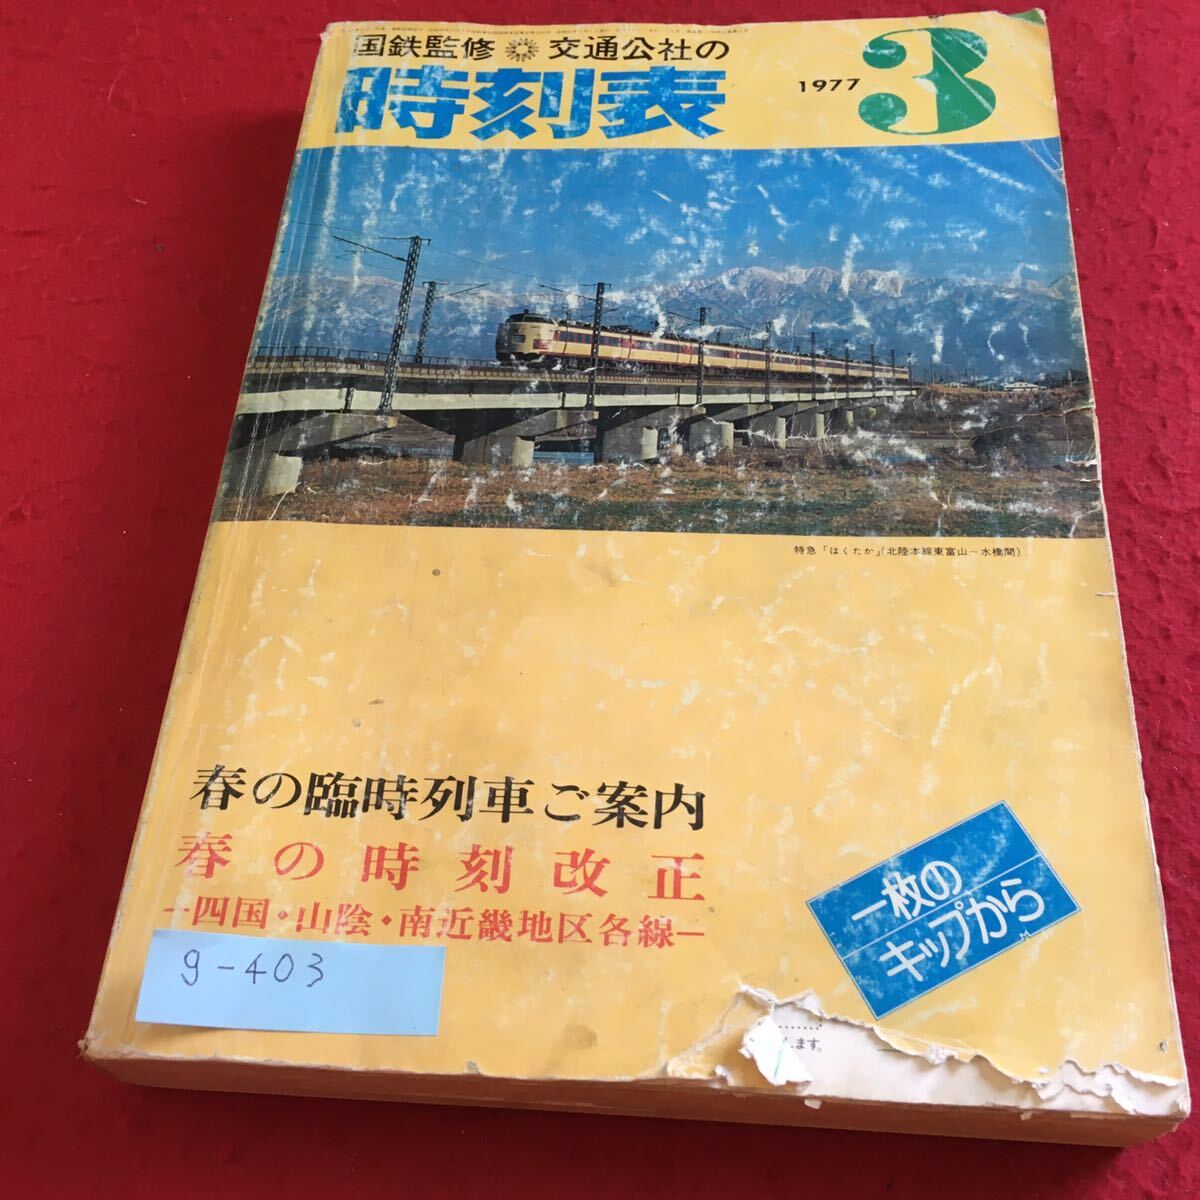 国鉄監修 交通公社の
時刻表
1977 3
特急「はくたか」(北陸本線東富山～水橋間)
春の臨時列車ご案内
春の時刻改正
―四国・山陰・南近畿地区各線―
一枚の
キップから
g-403
します。